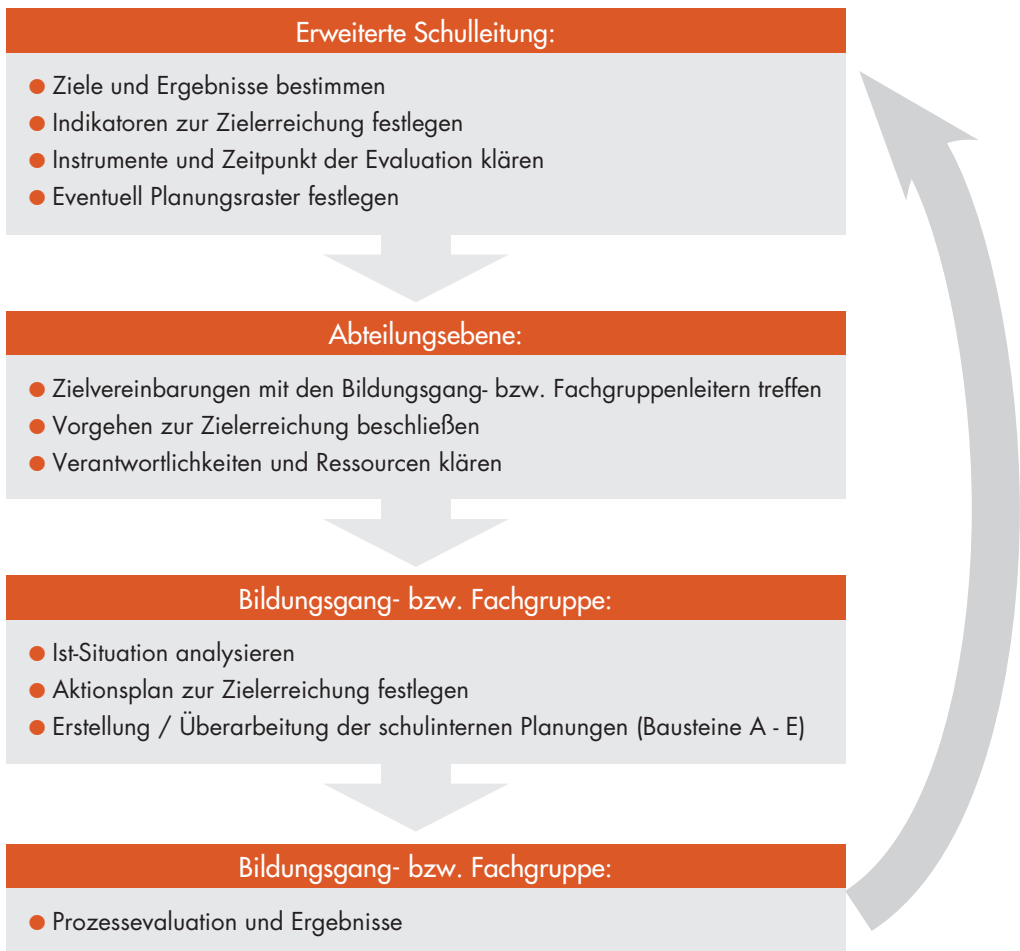 Erweiterte Schulleitung:
● Ziele und Ergebnisse bestimmen
● Indikatoren zur Zielerreichung festlegen
● Instrumente und Zeitpunkt der Evaluation klären
● Eventuell Planungsraster festlegen
Abteilungsebene:
● Zielvereinbarungen mit den Bildungsgang- bzw. Fachgruppenleitern treffen
● Vorgehen zur Zielerreichung beschließen
● Verantwortlichkeiten und Ressourcen klären
Bildungsgang- bzw. Fachgruppe:
● Ist-Situation analysieren
● Aktionsplan zur Zielerreichung festlegen
● Erstellung / Überarbeitung der schulinternen Planungen (Bausteine A - E)
Bildungsgang- bzw. Fachgruppe:
● Prozessevaluation und Ergebnisse